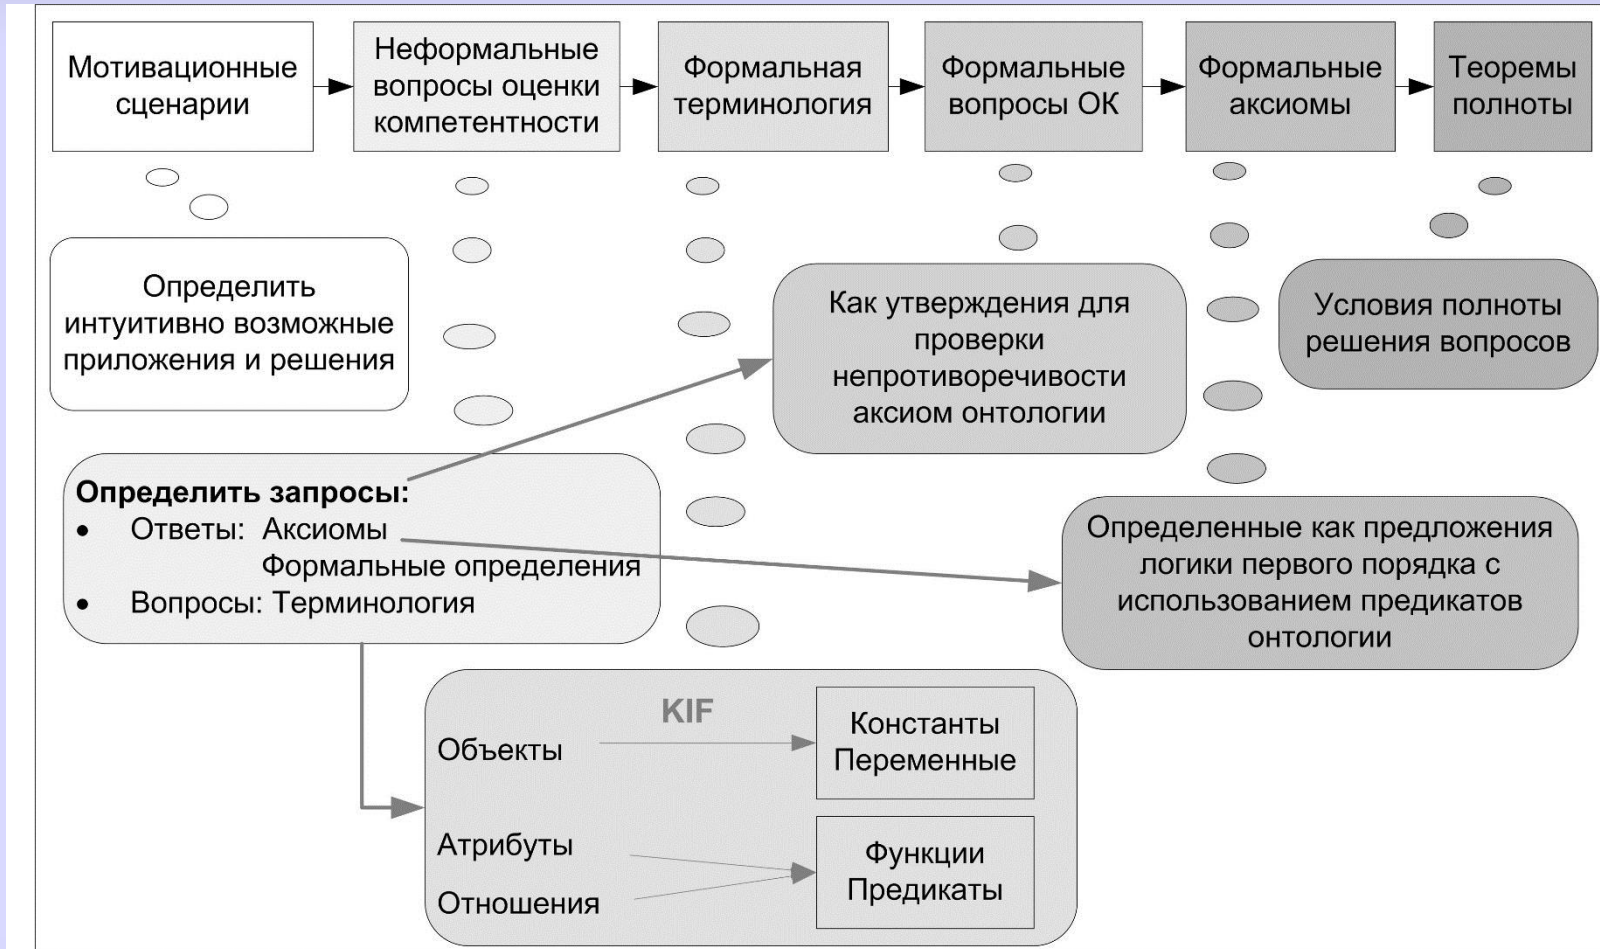 Мотивационные
сценарии
Неформальные
вопросы оценки
компетентности
Формальная
терминология
Формальные
вопросы ОК
Формальные
аксиомы
Теоремы
полноты
Определить
интуитивно возможные
приложения и решения
Как утверждения для
проверки
непротиворечивости
аксиом онтологии
Условия полноты
решения вопросов
Определить запросы:
• Ответы: Аксиомы
Формальные определения
• Вопросы: Терминология
Определенные как предложения
логики первого порядка с
использованием предикатов
онтологии
KIF
Объекты
Константы
Переменные
Атрибуты
Отношения
Функции
Предикаты